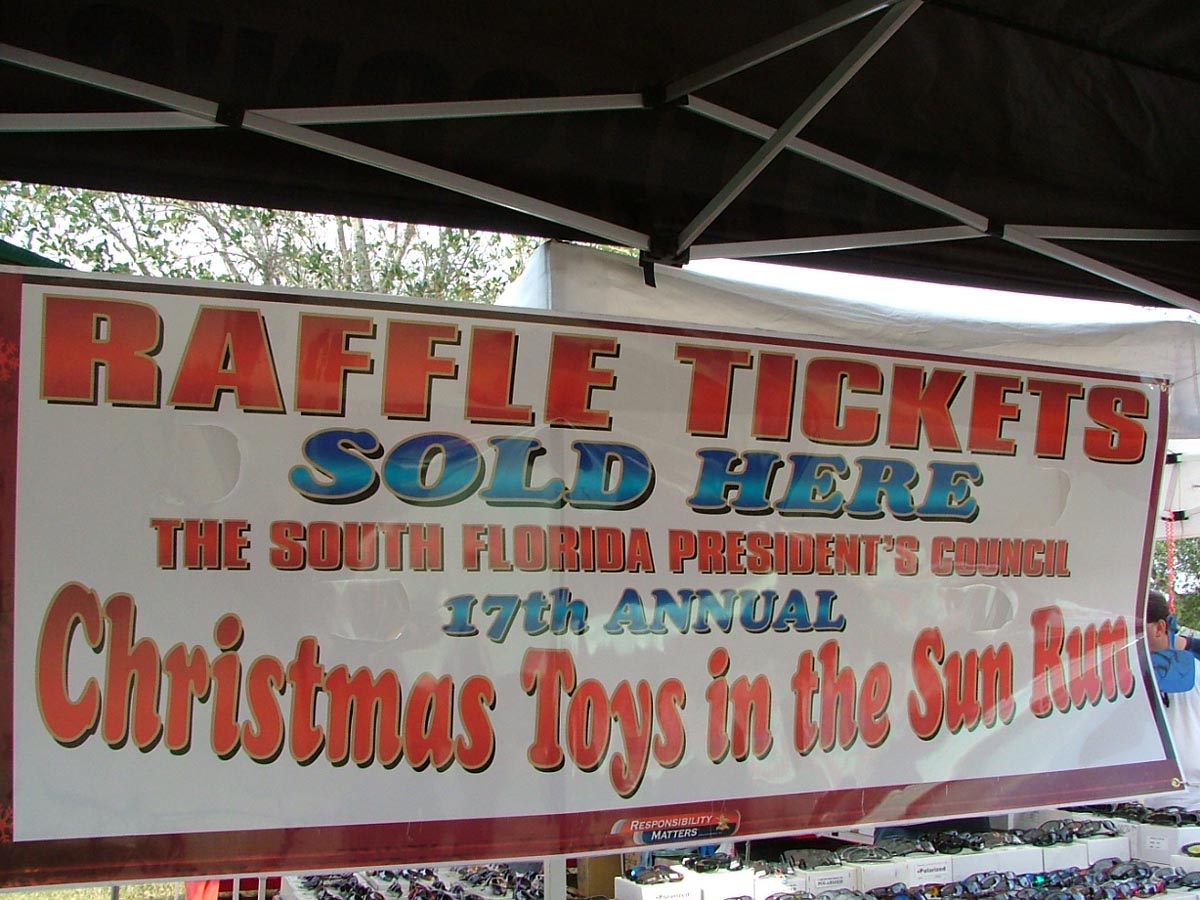 RAFFLE TICKETS
SOLD HERE
THE SOUTH FLORIDA PRESIDENT'S COUNCIL
17th ANNUAL
Christmas Toys in the Sun Run
RESPONSIBILITY
MATTERS